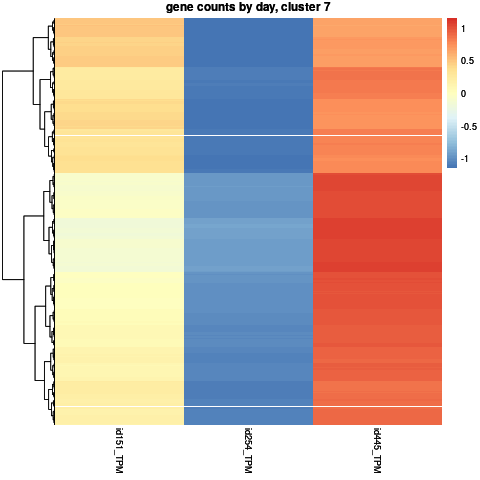 gene counts by day, cluster 7
1
0.5
0
-0.5
-1
id151_TPM
id254_TPM
id445_TPM